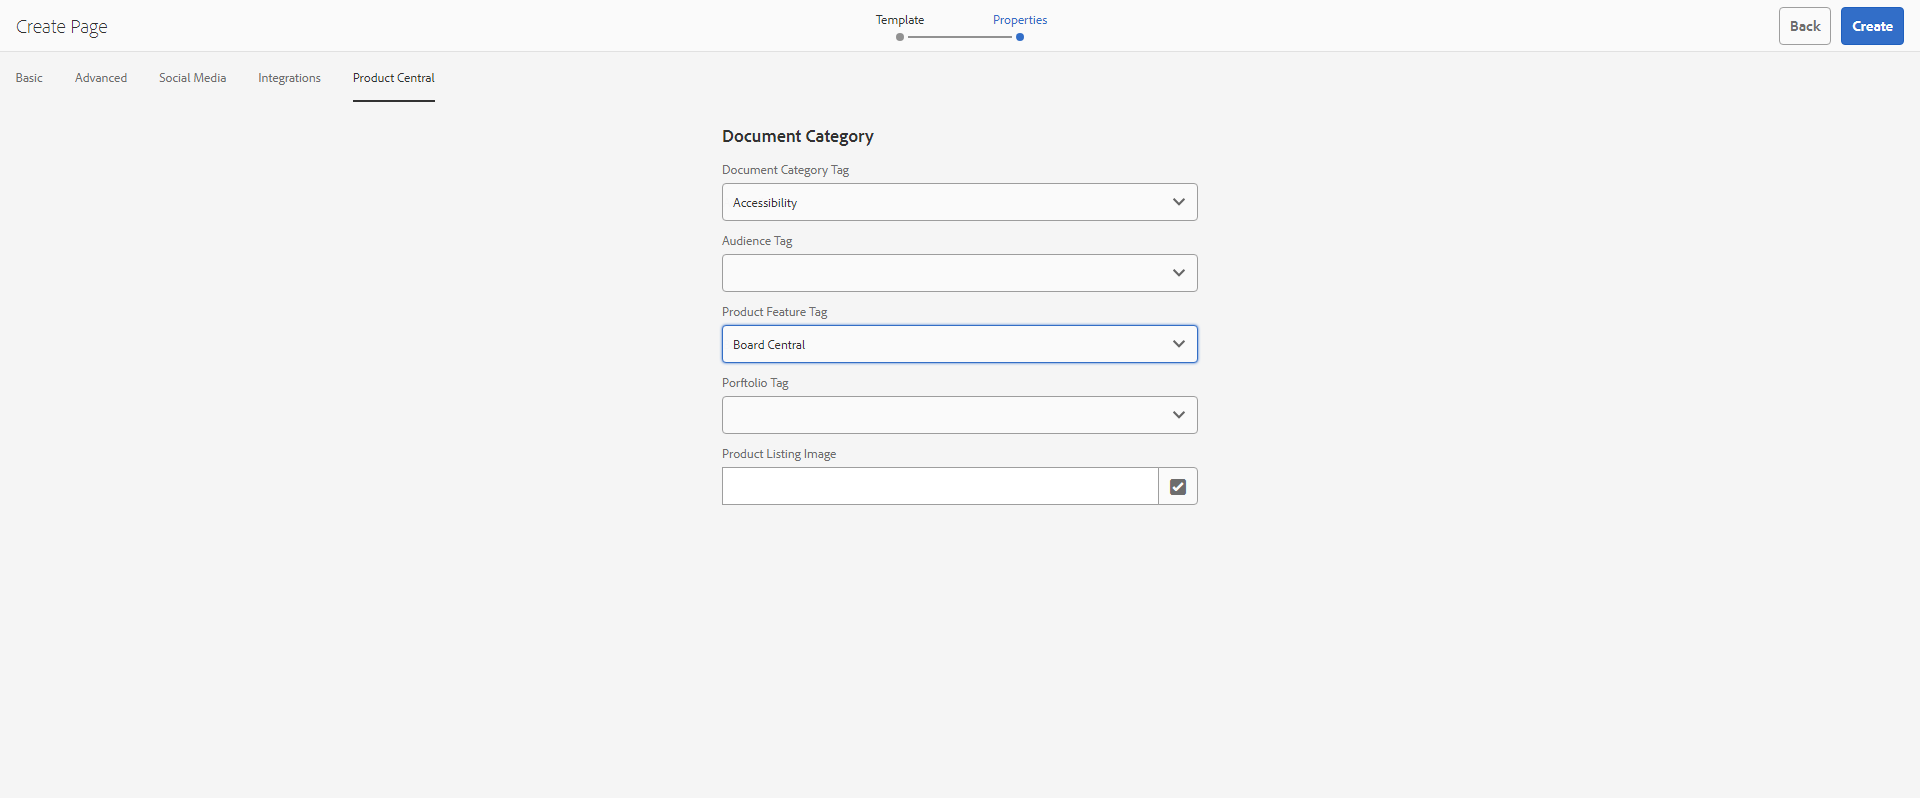 Create Page
Template
Properties
Back
Create
Basic
Advanced
Social Media
Integrations
Product Central
Document Category
Document Category Tag
Accessibility
Audience Tag
Product Feature Tag
Board Central
Porftolio Tag
Product Listing Image